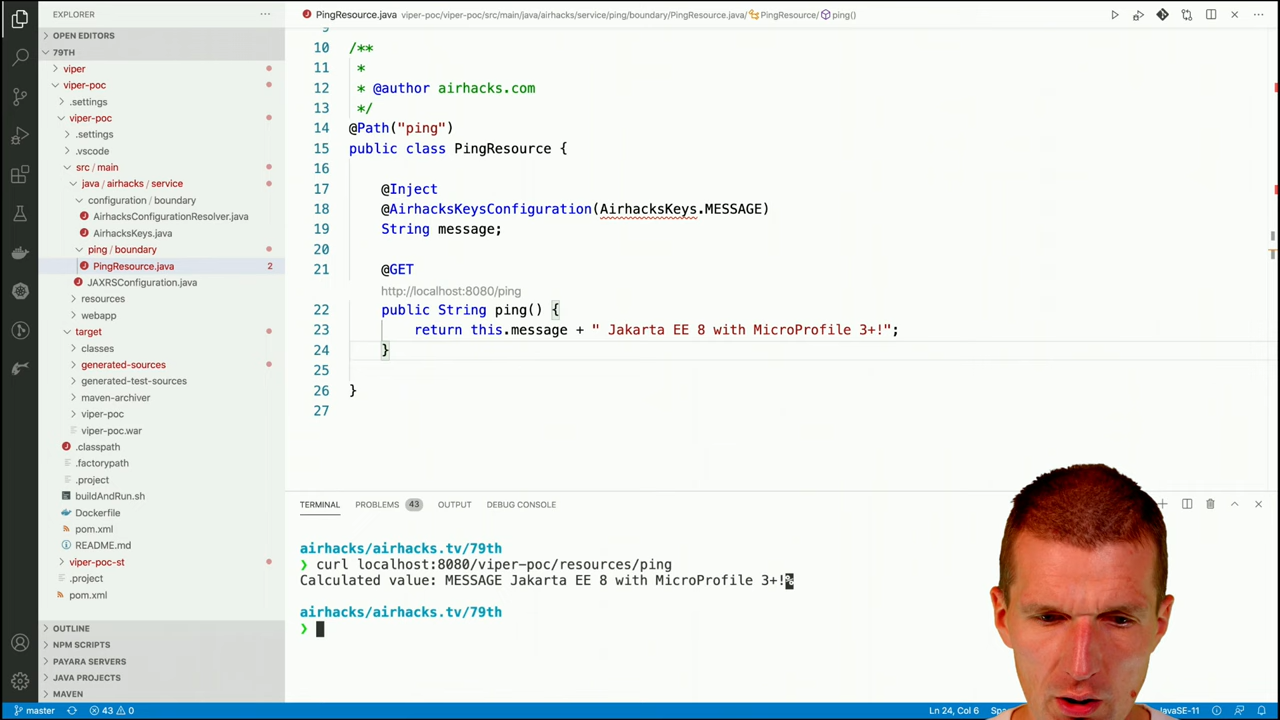 EXPLORER
OPEN EDITORS
79TH
viper
viper-poc
.settings
viper-poc
.settings
.vscode
src / main
java / airhacks / service
configuration / boundary
AirhacksConfigurationResolver.java
AirhacksKeys.java
ping / boundary
PingResource.java 2
JAXRSConfiguration.java
resources
webapp
target
classes
generated-sources
generated-test-sources
maven-archiver
viper-poc
viper-poc.war
.classpath
.factorypath
.project
buildAndRun.sh
Dockerfile
pom.xml
README.md
viper-poc-st
.project
pom.xml
OUTLINE
NPM SCRIPTS
PAYARA SERVERS
JAVA PROJECTS
MAVEN
PingResource.java viper-poc/viper-poc/src/main/java/airhacks/service/ping/boundary/PingResource.java/ PingResource/ ping()
10 /**
11 *
12 * @author airhacks.com
13 */
14 @Path("ping")
15 public class PingResource {
16
17 @Inject
18 @AirhacksKeysConfiguration(AirhacksKeys.MESSAGE)
19 String message;
20
21 @GET
http://localhost:8080/ping
22 public String ping() {
23 return this.message + " Jakarta EE 8 with MicroProfile 3+!";
24 }
25
26 }
27
TERMINAL PROBLEMS 43 OUTPUT DEBUG CONSOLE
airhacks/airhacks.tv/79th
❯ curl localhost:8080/viper-poc/resources/ping
Calculated value: MESSAGE Jakarta EE 8 with MicroProfile 3+!%
airhacks/airhacks.tv/79th
❯
master 43 0 Ln 24, Col 6 JavaSE-11